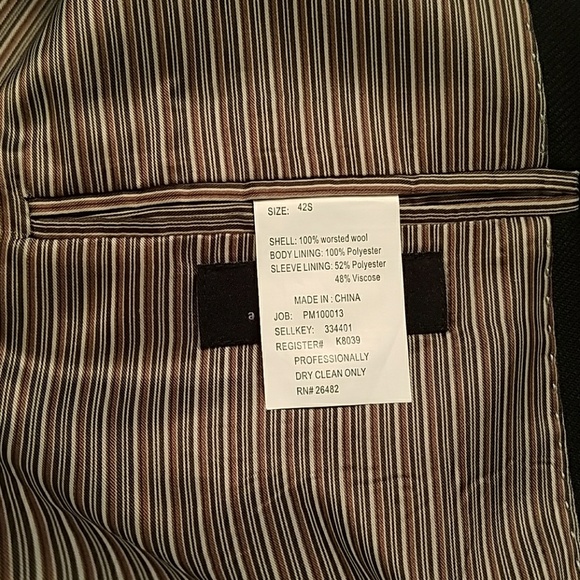 SIZE: 42S
SHELL: 100% worsted wool
BODY LINING: 100% Polyester
SLEEVE LINING: 52% Polyester
48% Viscose
MADE IN : CHINA
JOB: PM100013
SELLKEY: 334401
REGISTER# K8039
PROFESSIONALLY
DRY CLEAN ONLY
RN# 26482
a